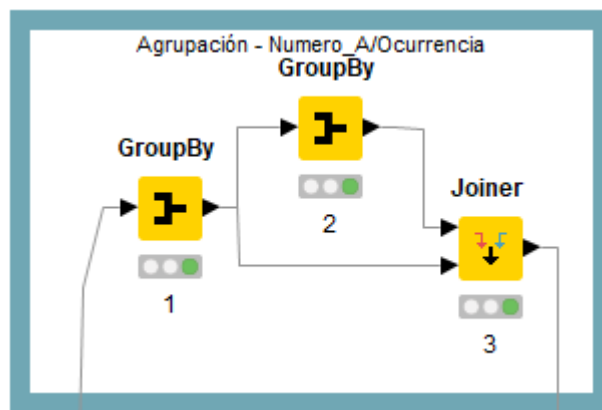 Agrupación - Numero_A/Ocurrencia
GroupBy
GroupBy
2
Joiner
1
3